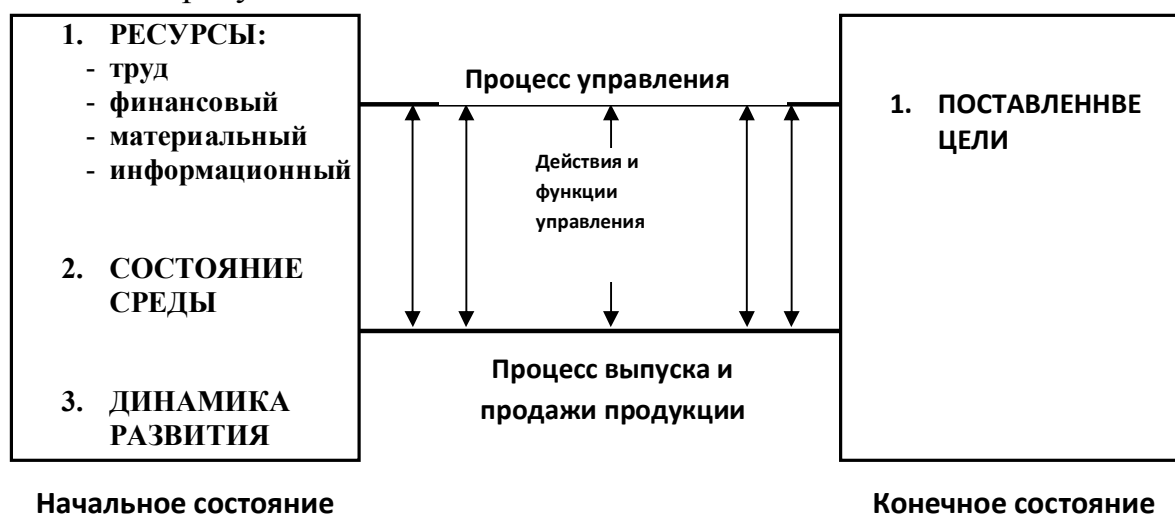 1. РЕСУРСЫ:
- труд
- финансовый
- материальный
- информационный
2. СОСТОЯНИЕ
СРЕДЫ
3. ДИНАМИКА
РАЗВИТИЯ
Начальное состояние
Процесс управления
Действия и
функции
управления
Процесс выпуска и
продажи продукции
1. ПОСТАВЛЕННВЕ
ЦЕЛИ
Конечное состояние